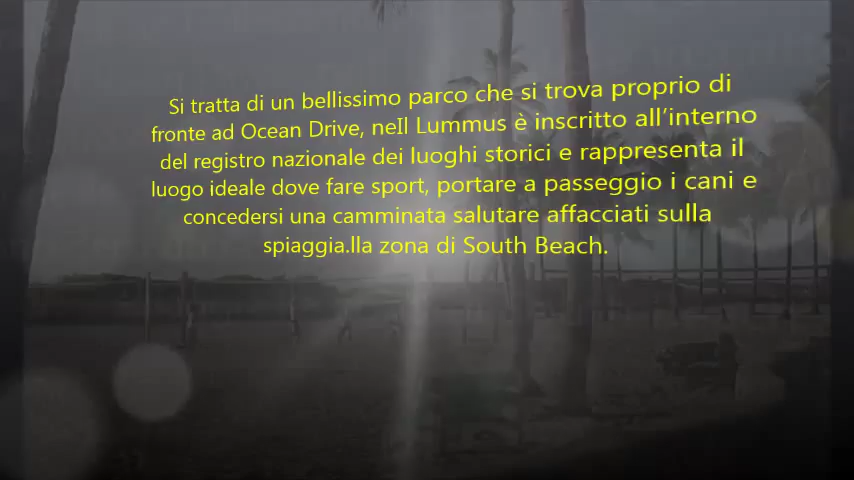 Si tratta di un bellissimo parco che si trova proprio di
fronte ad Ocean Drive, neIl Lummus è inscritto all’interno
del registro nazionale dei luoghi storici e rappresenta il
luogo ideale dove fare sport, portare a passeggio i cani e
concedersi una camminata salutare affacciati sulla
spiaggia.lla zona di South Beach.